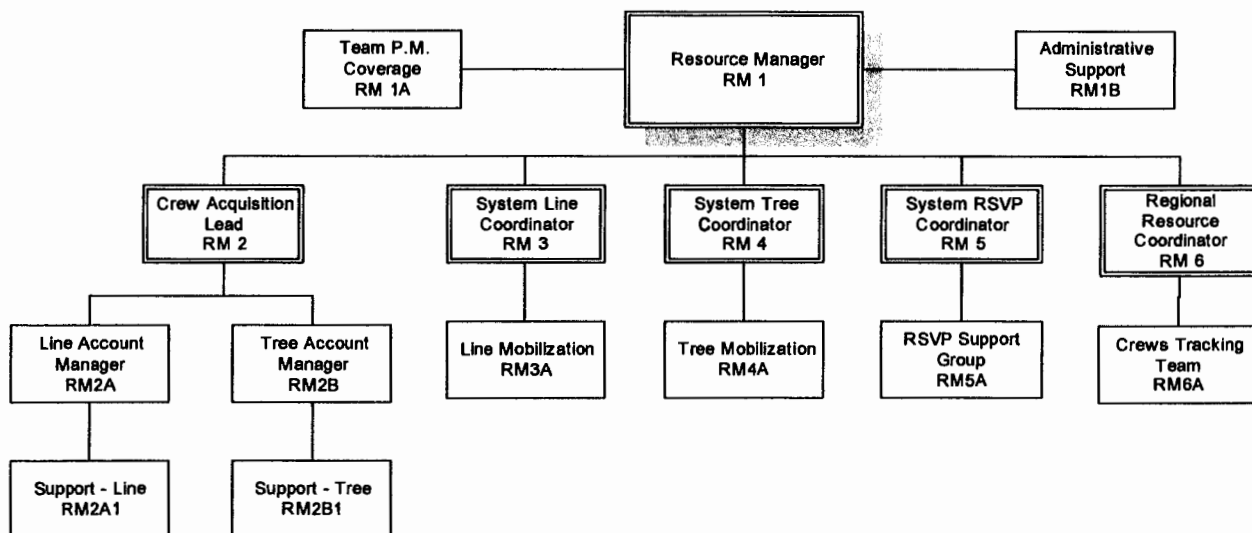 Team P.M.
Coverage
RM 1A
Resource Manager
RM 1
Administrative
Support
RM1B
Crew Acquisition
Lead
RM 2
System Line
Coordinator
RM 3
System Tree
Coordinator
RM 4
System RSVP
Coordinator
RM 5
Regional
Resource
Coordinator
RM 6
Line Account
Manager
RM2A
Tree Account
Manager
RM2B
Line Mobilization
RM3A
Tree Mobilization
RM4A
RSVP Support
Group
RM5A
Crews Tracking
Team
RM6A
Support - Line
RM2A1
Support - Tree
RM2B1